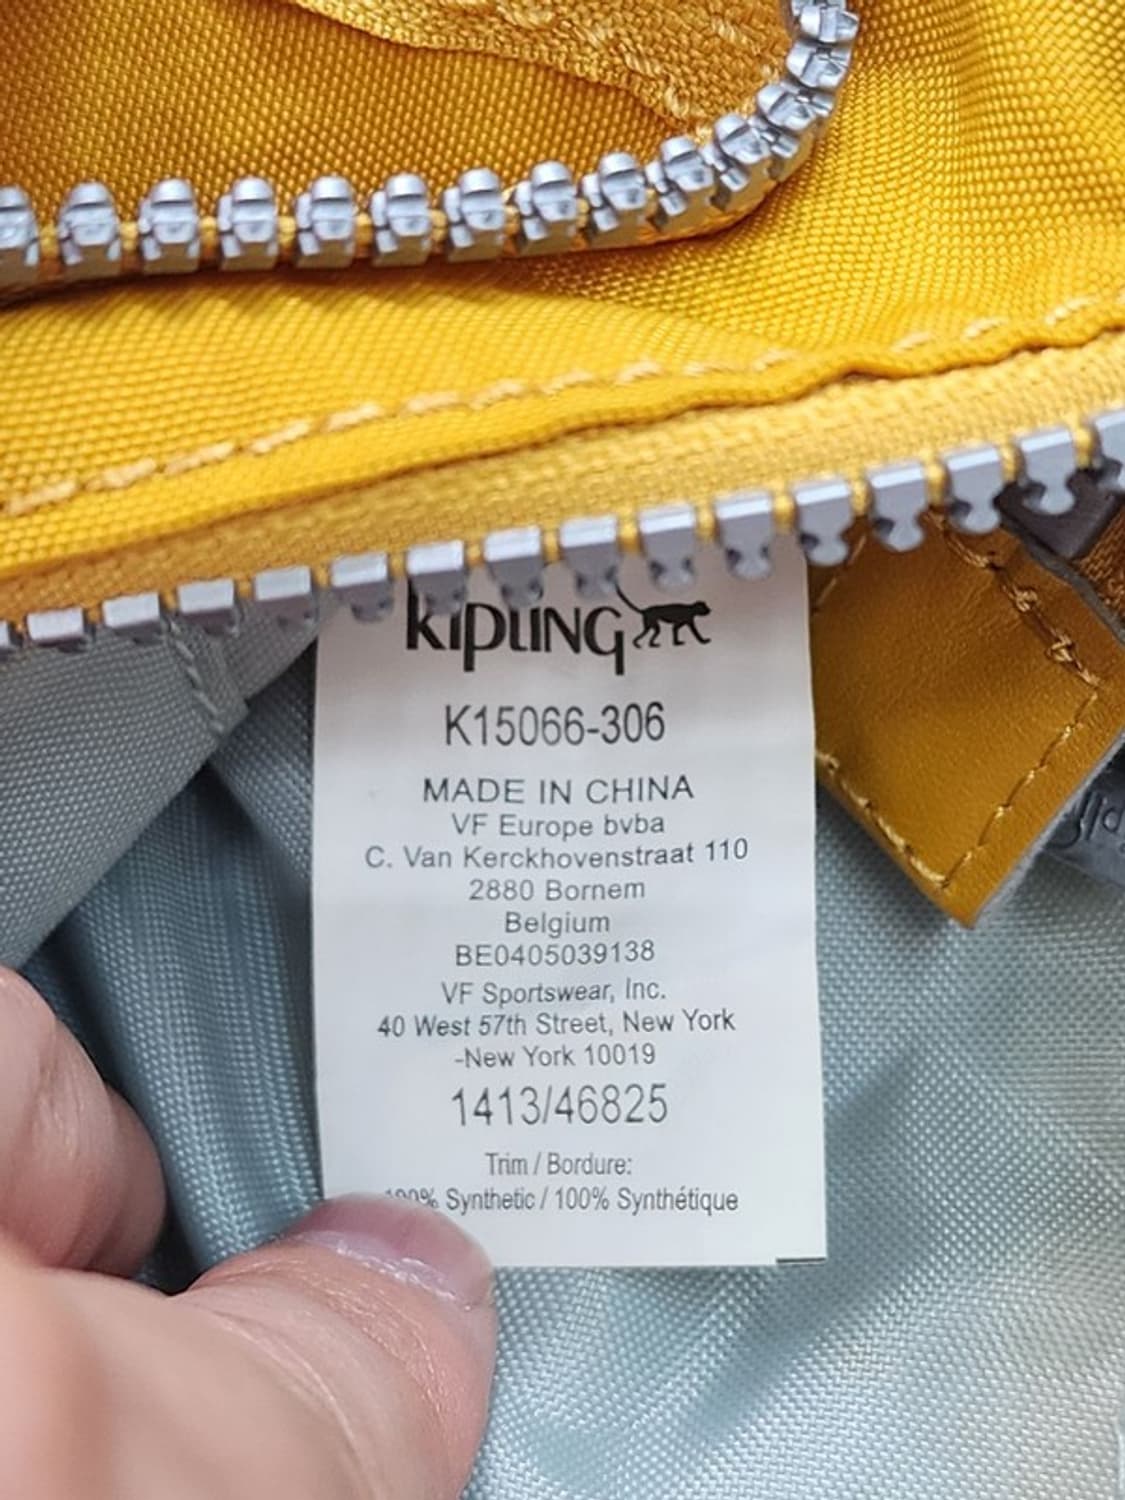 kipling
K15066-306
MADE IN CHINA
VF Europe bvba
C. Van Kerckhovenstraat 110
2880 Bornem
Belgium
BE0405039138
VF Sportswear, Inc.
40 West 57th Street, New York
-New York 10019
1413/46825
Trim / Bordure:
100% Synthetic / 100% Synthétique